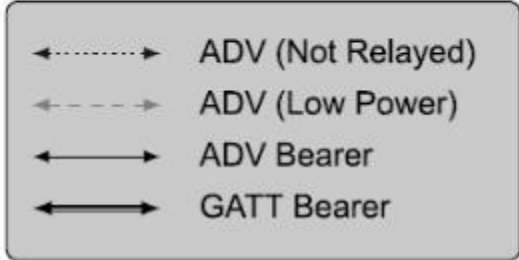 ADV (Not Relayed)
ADV (Low Power)
ADV Bearer
GATT Bearer